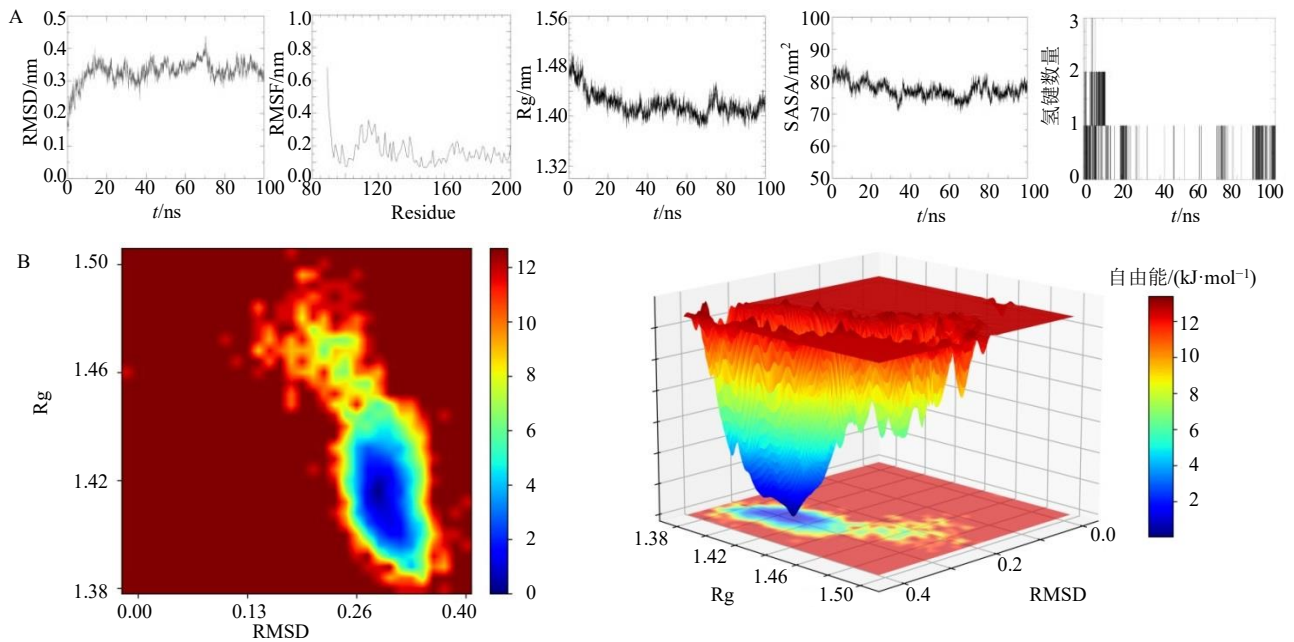 A
RMSD/nm
0.5
0.4
0.3
0.2
0.1
0.0
0 20 40 60 80 100
t/ns
RMSF/nm
1.0
0.8
0.6
0.4
0.2
0.0
80 120 160 200
Residue
Rg/nm
1.56
1.48
1.40
1.32
0 20 40 60 80 100
t/ns
SASA/nm²
100
90
80
70
60
50
0 20 40 60 80 100
t/ns
氢键数量
3
2
1
0
0 20 40 60 80 100
t/ns
B
Rg
1.50
1.46
1.42
1.38
0.00 0.13 0.26 0.40
RMSD
12
10
8
6
4
2
0
1.38
1.42
1.46
1.50
Rg
0.4
0.2
0.0
RMSD
自由能/(kJ·mol⁻¹)
12
10
8
6
4
2